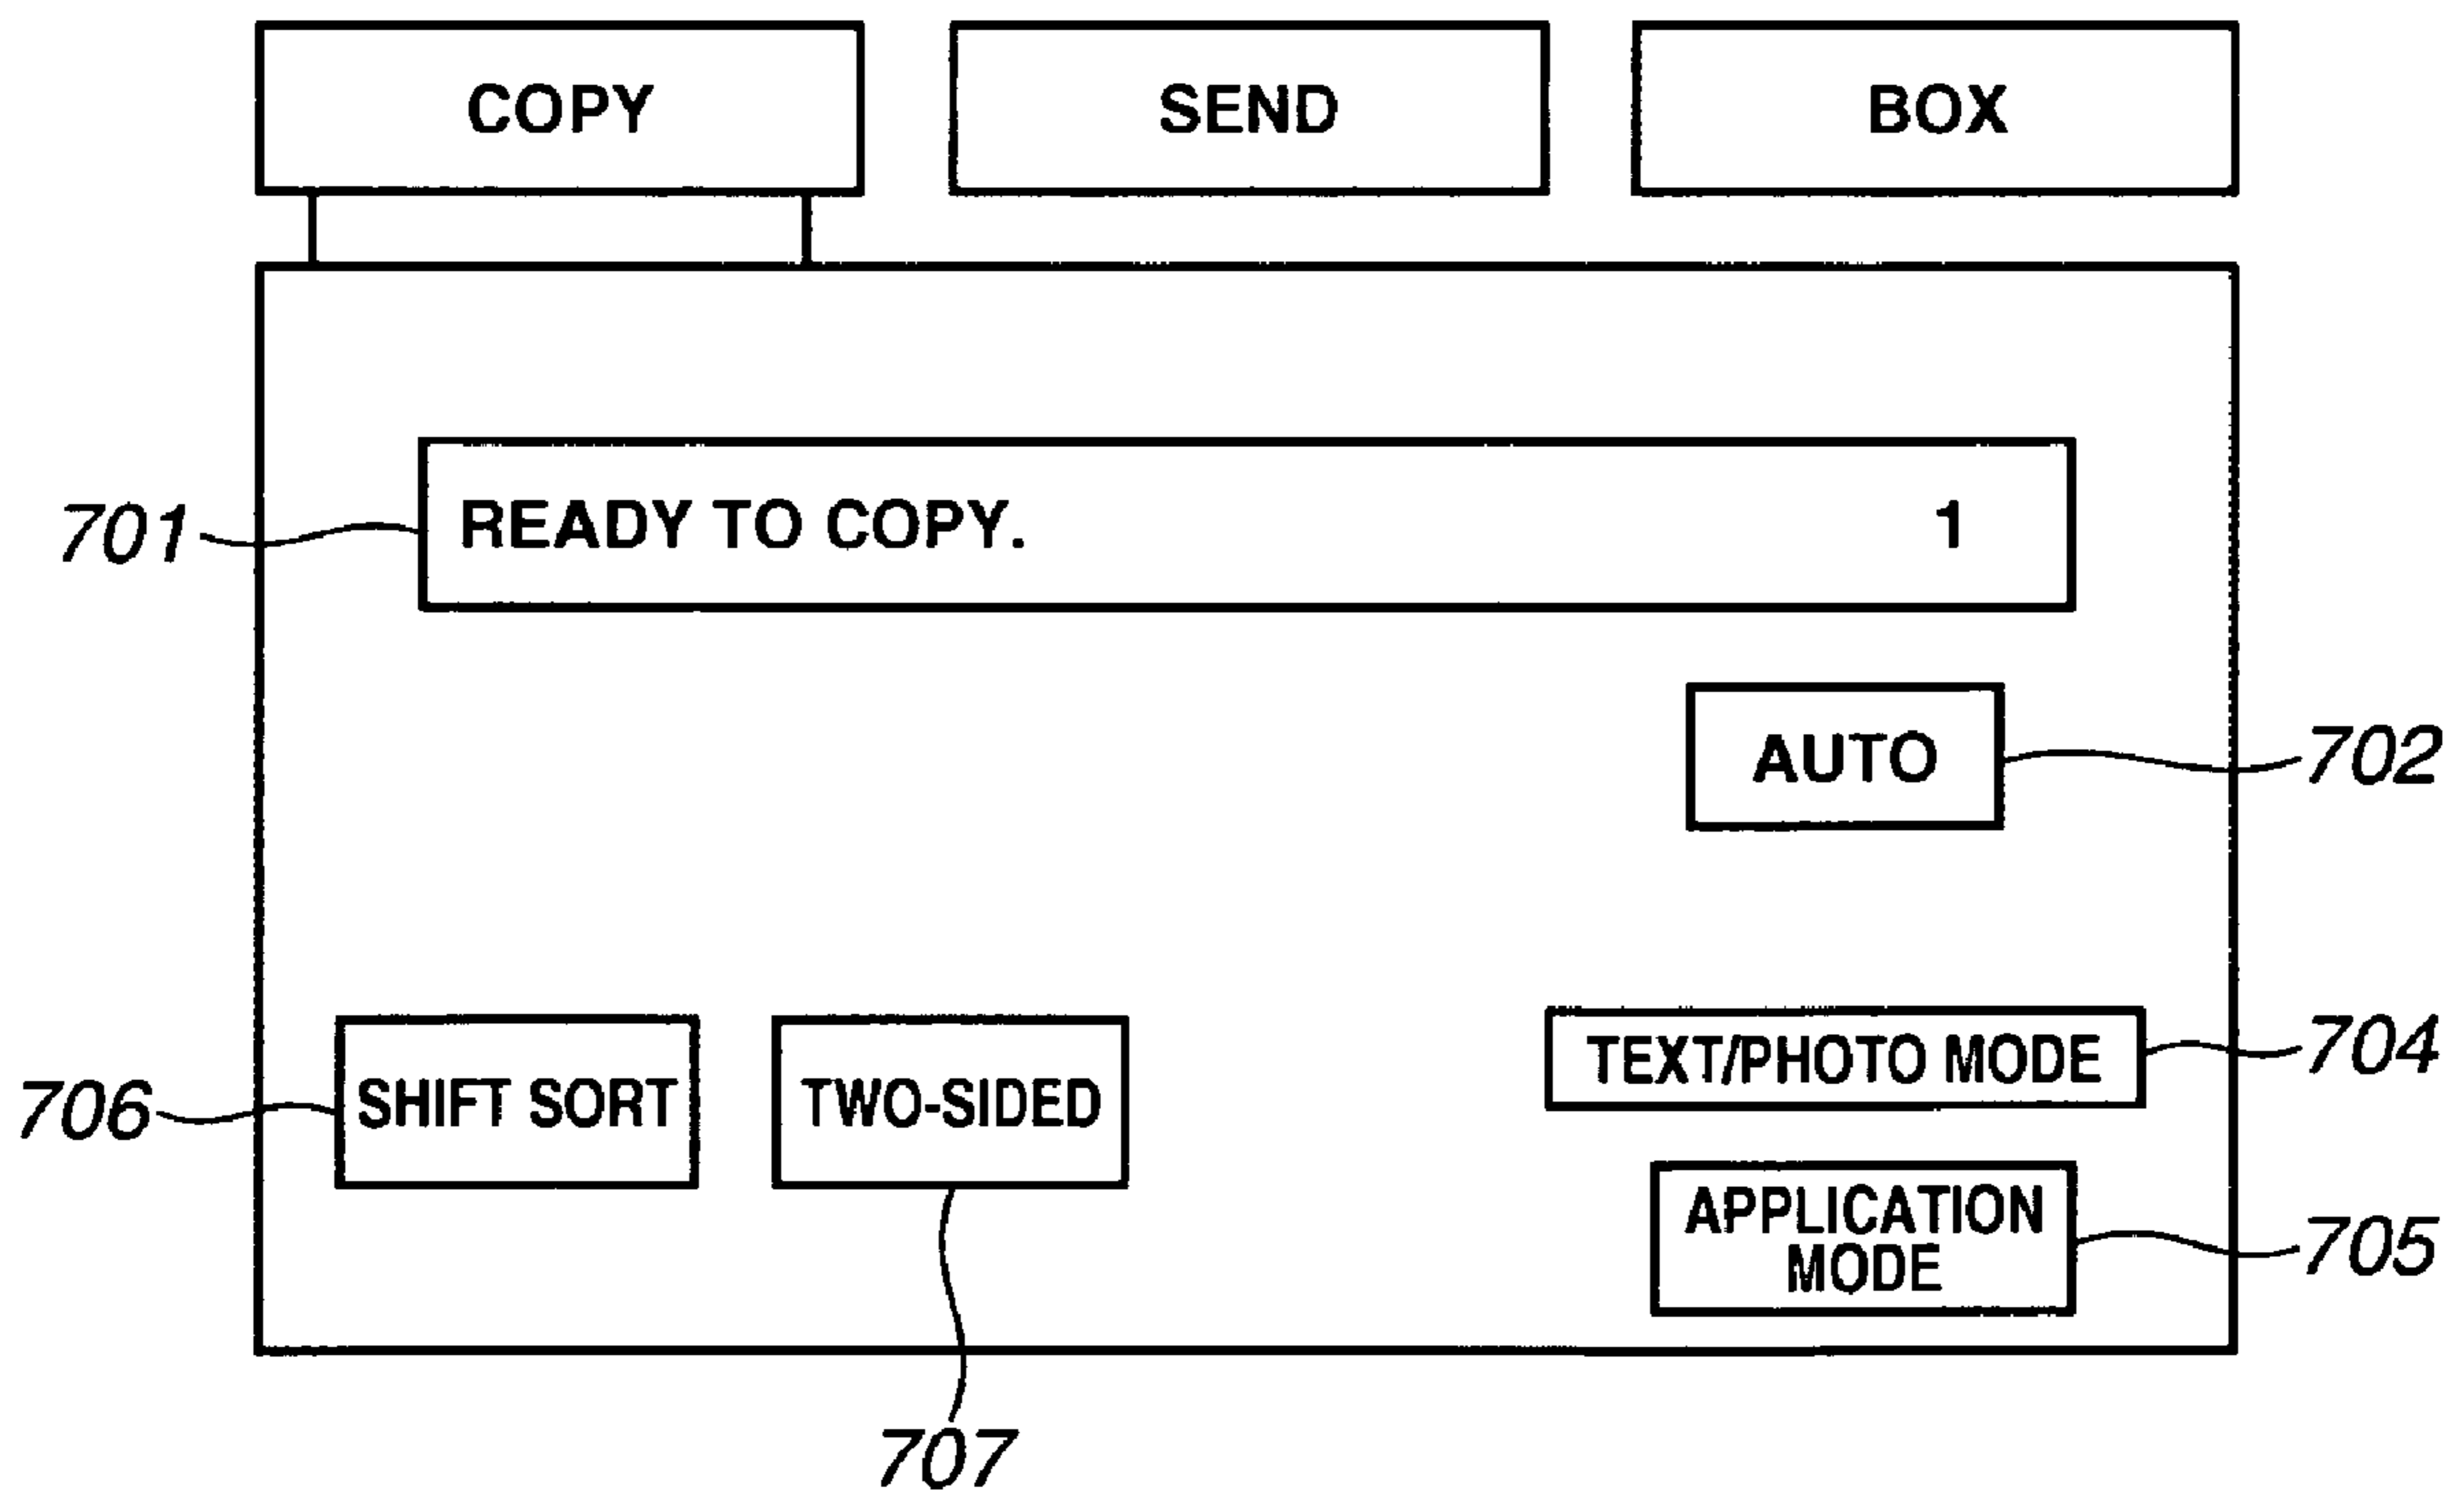 COPY SEND BOX
READY TO COPY. 1
701
AUTO
702
TEXT/PHOTO MODE
704
SHIFT SORT
TWO-SIDED
706
APPLICATION
MODE
705
707